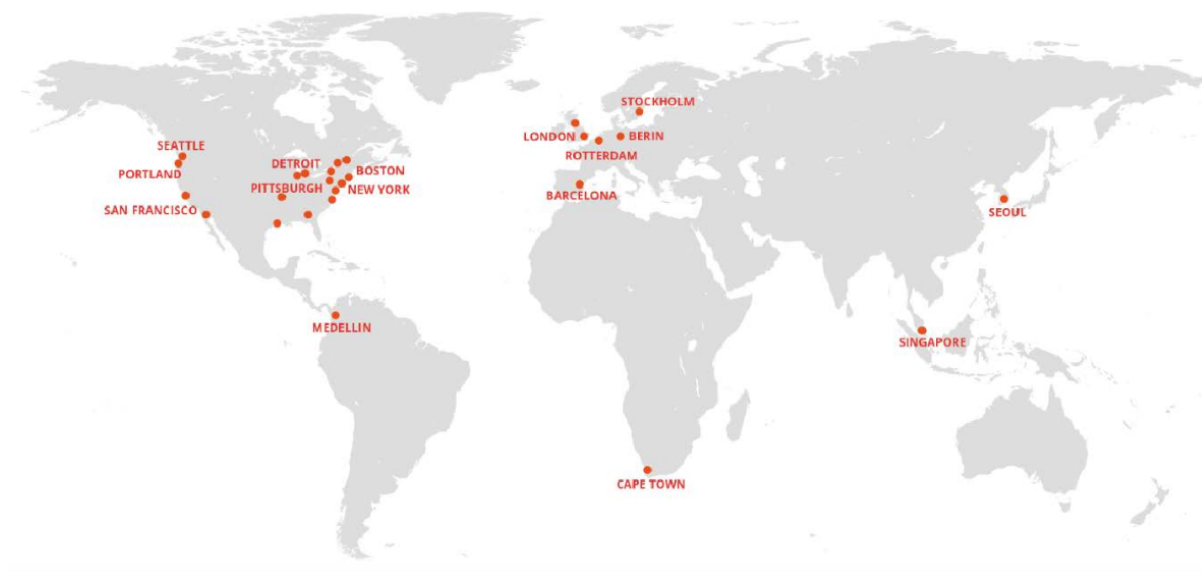 STOCKHOLM
LONDON
BERIN
ROTTERDAM
SEATTLE
PORTLAND
DETROIT
BOSTON
PITTSBURGH
NEW YORK
BARCELONA
SAN FRANCISCO
SEOUL
MEDELLIN
SINGAPORE
CAPE TOWN